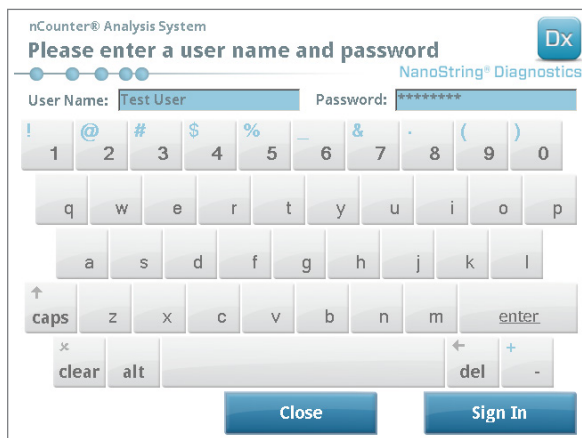 nCounter® Analysis System
Please enter a user name and password
Dx
NanoString® Diagnostics
User Name: Test User Password: ********
! @ # $ % _ & . ( )
1 2 3 4 5 6 7 8 9 0
q w e r t y u i o p
a s d f g h j k l
caps z x c v b n m enter
clear alt del + -
Close Sign In